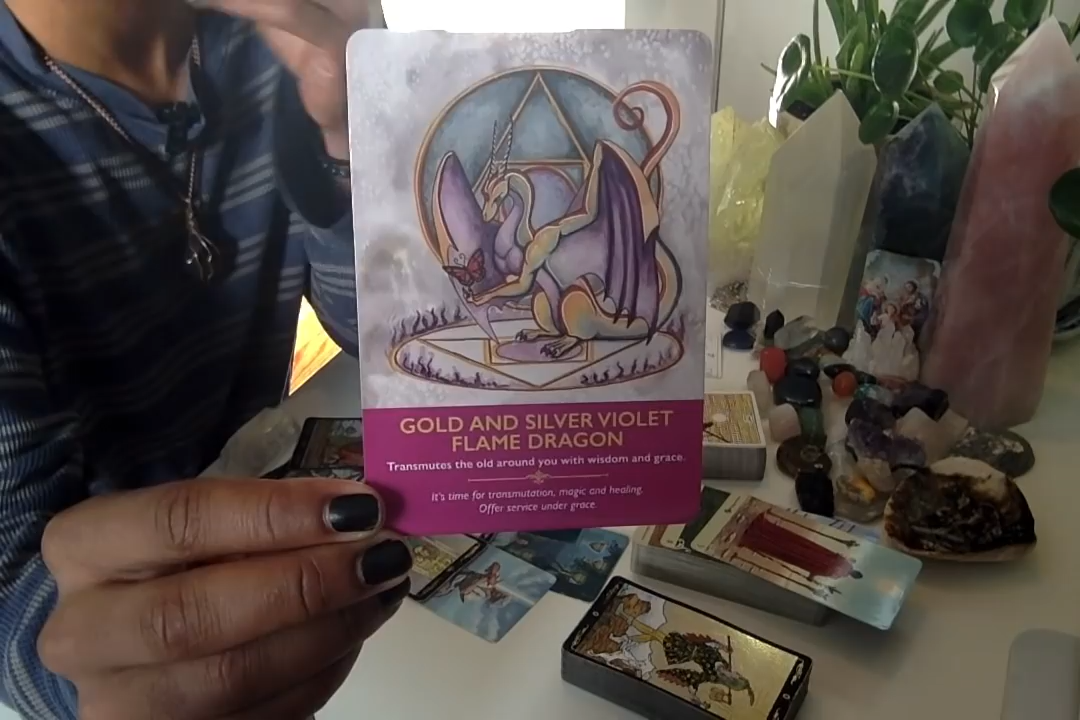 GOLD AND SILVER VIOLET
FLAME DRAGON
Transmutes the old around you with wisdom and grace.
It's time for transmutation, magic and healing.
Offer service under grace.